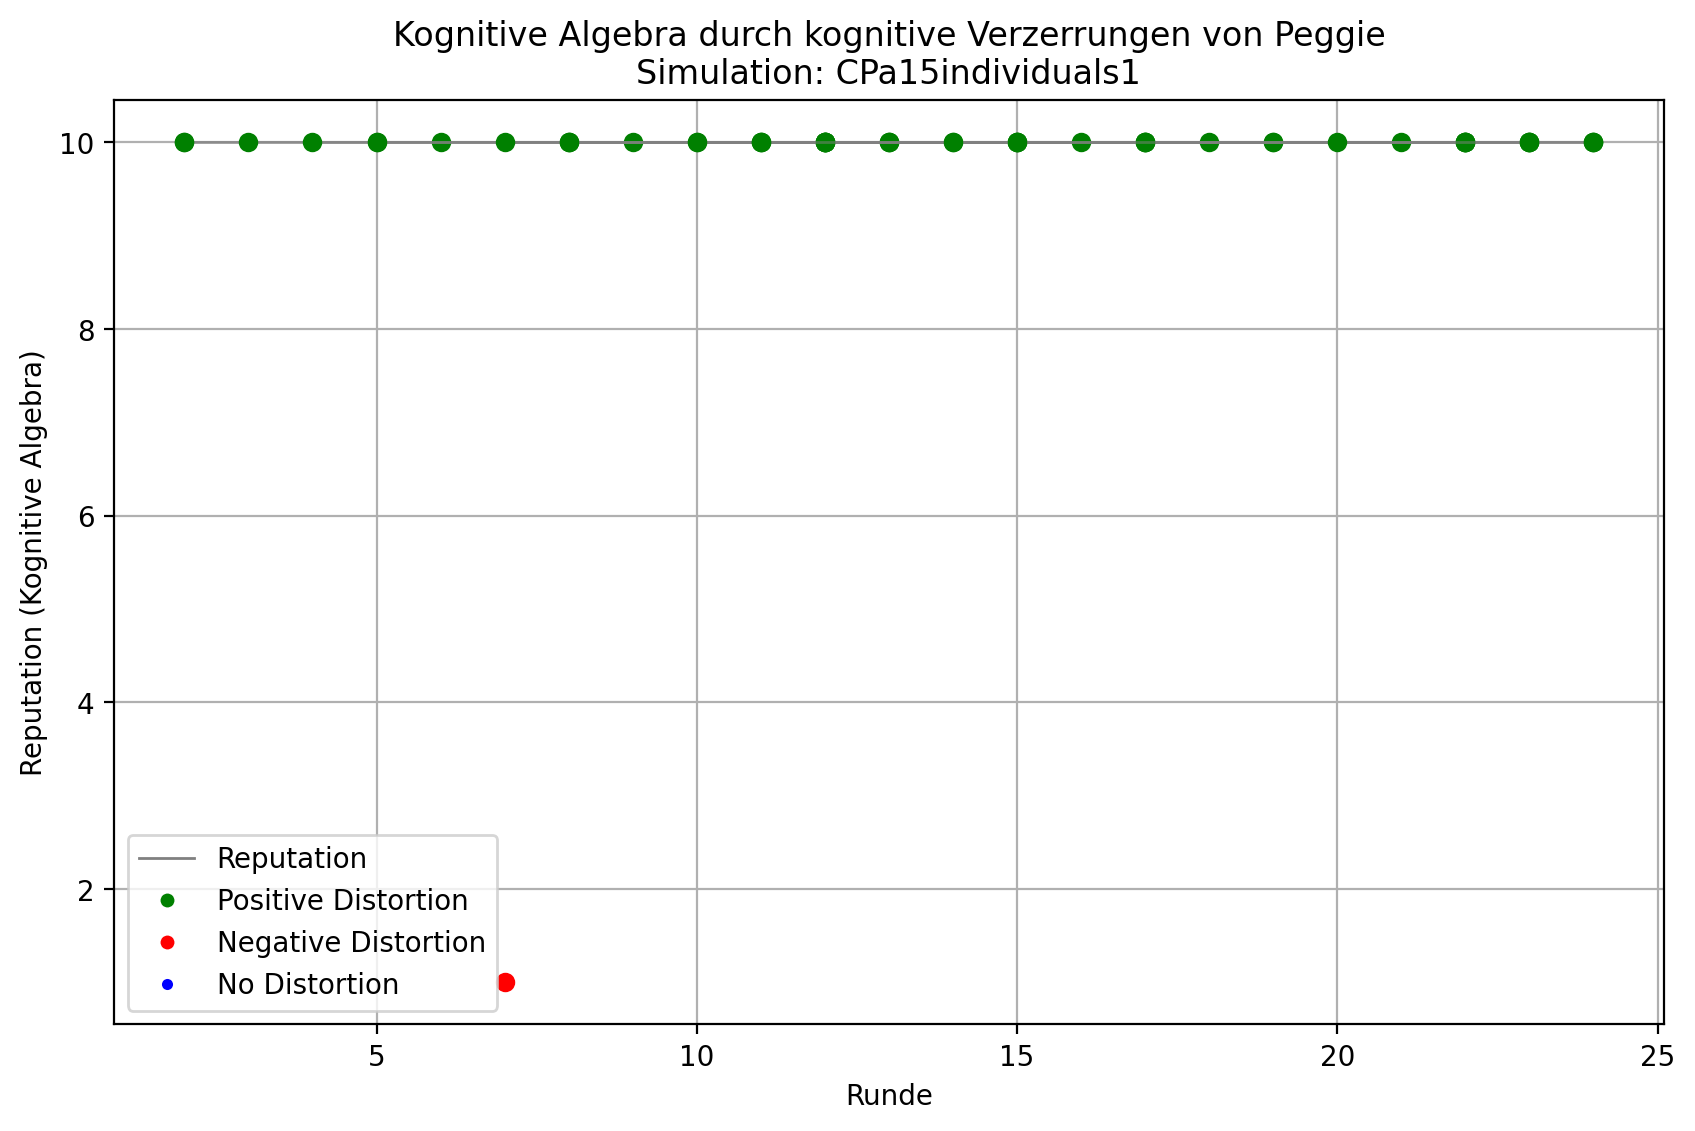 Kognitive Algebra durch kognitive Verzerrungen von Peggie
Simulation: CPa15individuals1
Reputation (Kognitive Algebra)
10
8
6
4
2
Reputation
Positive Distortion
Negative Distortion
No Distortion
5
10
15
20
25
Runde